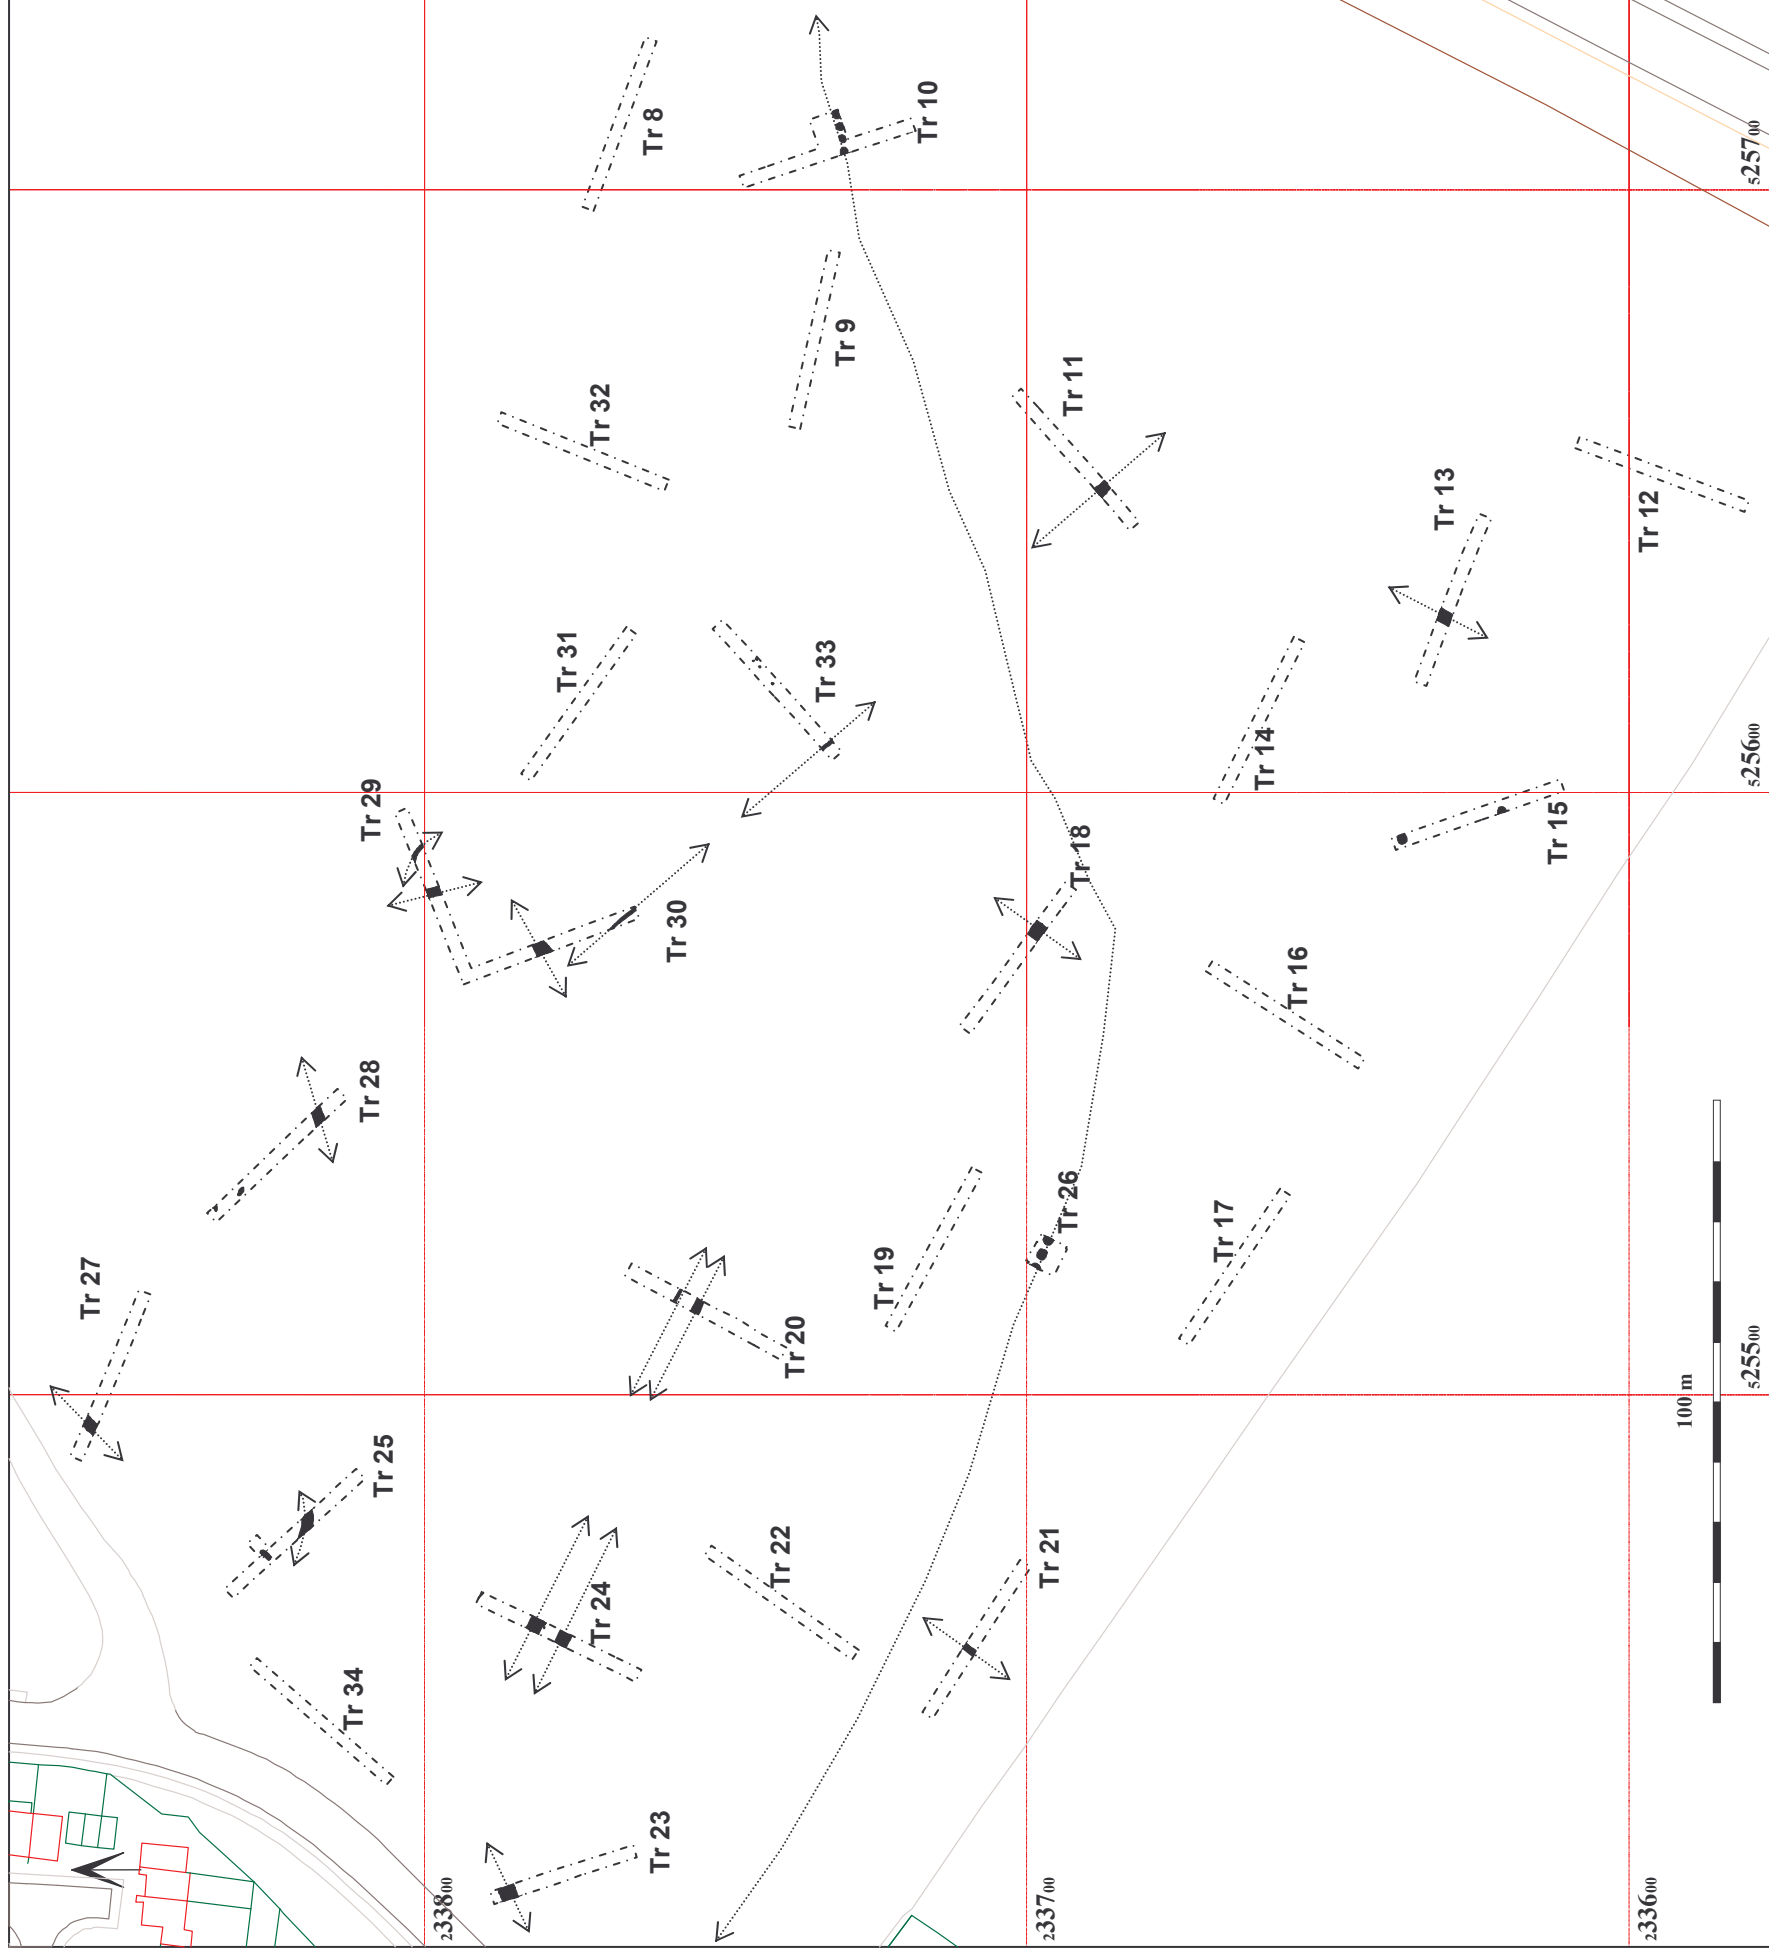 Tr 8
Tr 10
Tr 9
Tr 32
Tr 11
Tr 13
Tr 12
Tr 31
Tr 33
Tr 14
Tr 15
Tr 29
Tr 30
Tr 18
Tr 16
Tr 28
Tr 26
Tr 17
Tr 19
Tr 20
Tr 27
Tr 25
Tr 24
Tr 22
Tr 21
Tr 34
Tr 23
525700
525600
525500
233800
233700
233600
100 m